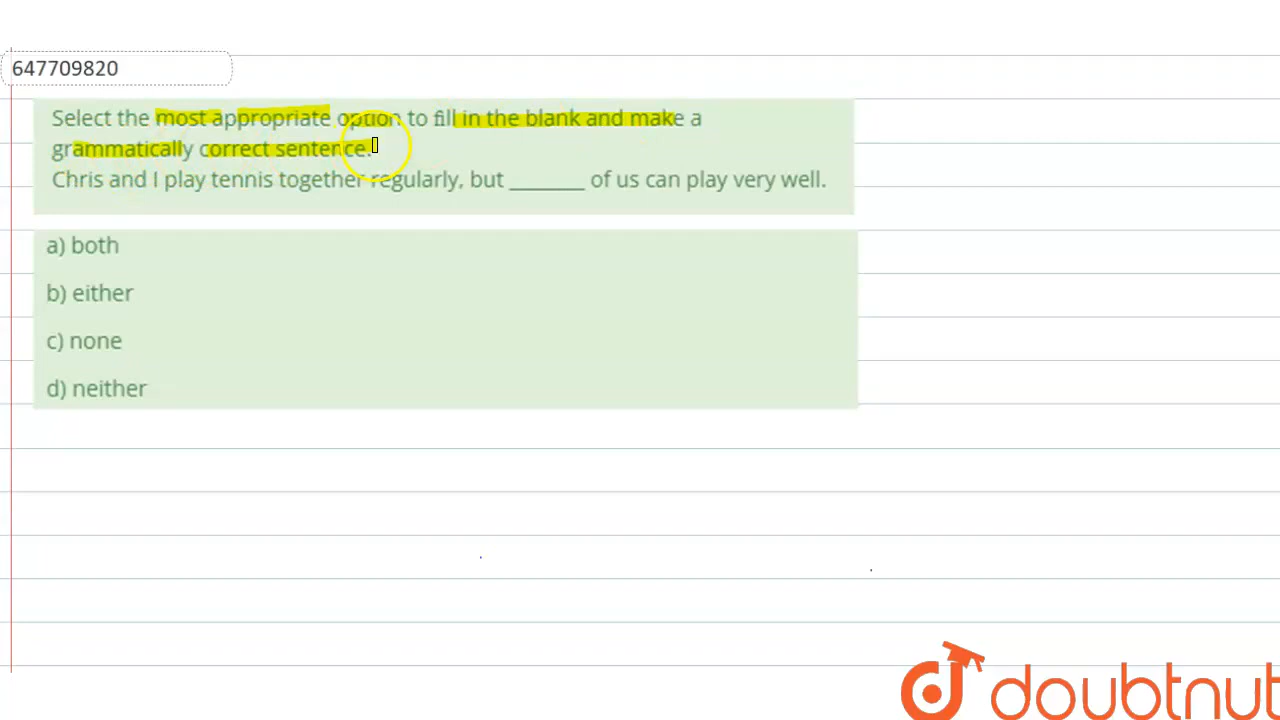 647709820
Select the most appropriate option to fill in the blank and make a
grammatically correct sentence.
Chris and I play tennis together regularly, but _______ of us can play very well.
a) both
b) either
c) none
d) neither
doubtnut